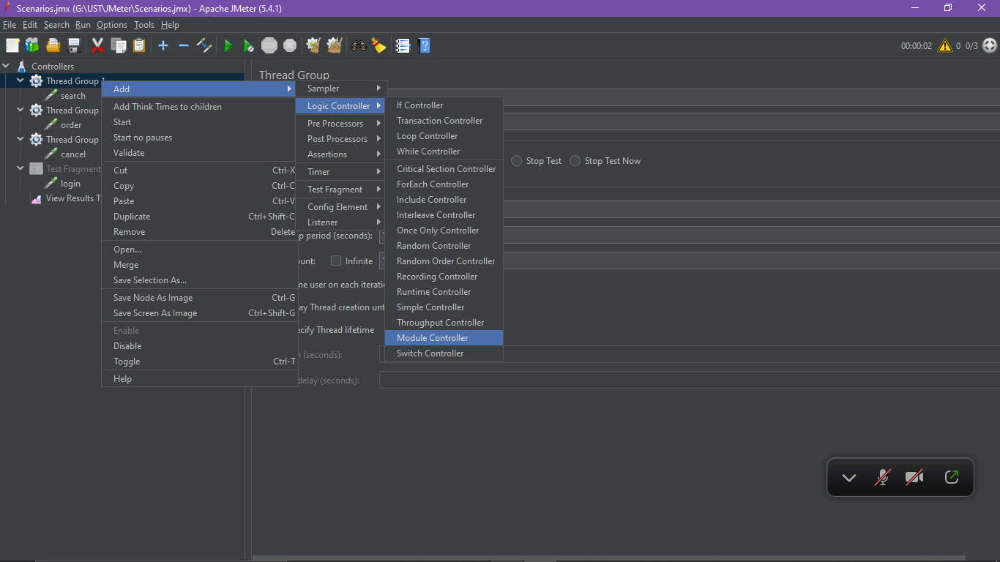 Scenarios.jmx (G:\UST\JMeter\Scenarios.jmx) - Apache JMeter (5.4.1)
File Edit Search Run Options Tools Help
STOP
00:00:02 0 0/3
Controllers
Thread Group 1
search
Thread Group
order
Thread Group
cancel
Test Fragment
login
View Results T
Add
Add Think Times to children
Start
Start no pauses
Validate
Cut Ctrl-X
Copy Ctrl-C
Paste Ctrl-V
Duplicate Ctrl+Shift-C
Remove Delete
Open...
Merge
Save Selection As...
Save Node As Image Ctrl-G
Save Screen As Image Ctrl+Shift-G
Enable
Disable
Toggle Ctrl-T
Help
Sampler
Logic Controller
Pre Processors
Post Processors
Assertions
Timer
Test Fragment
Config Element
Listener
If Controller
Transaction Controller
Loop Controller
While Controller
Critical Section Controller
ForEach Controller
Include Controller
Interleave Controller
Once Only Controller
Random Controller
Random Order Controller
Recording Controller
Runtime Controller
Simple Controller
Throughput Controller
Module Controller
Switch Controller
Thread Group
Stop Test Stop Test Now
p period (seconds):
unt: Infinite
me user on each iterati
ay Thread creation unt
ecify Thread lifetime
n (seconds):
delay (seconds):